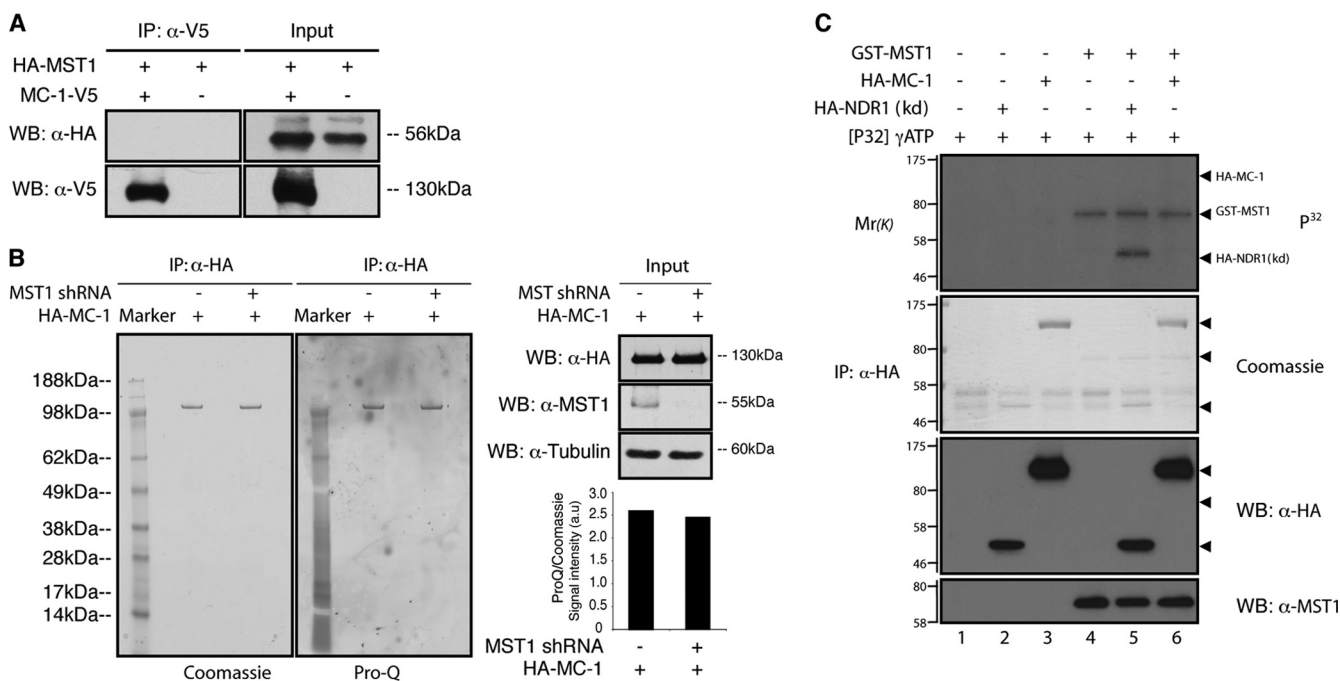 A
IP: α-V5 Input
HA-MST1 + + + +
MC-1-V5 + - + -
WB: α-HA -- 56kDa
WB: α-V5 -- 130kDa
B
IP: α-HA IP: α-HA
MST1 shRNA - + - +
HA-MC-1 Marker + + Marker + +
188kDa--
98kDa--
62kDa--
49kDa--
38kDa--
28kDa--
17kDa--
14kDa--
Coomassie Pro-Q
Input
MST shRNA - +
HA-MC-1 + +
WB: α-HA -- 130kDa
WB: α-MST1 -- 55kDa
WB: α-Tubulin -- 60kDa
ProQ/Coomassie
Signal intensity (a.u)
3.0
2.5
2.0
1.5
1.0
0.5
0
MST1 shRNA - +
HA-MC-1 + +
C
GST-MST1 - - - + + +
HA-MC-1 - - + - - +
HA-NDR1 (kd) - + - - + -
[P32] γATP + + + + + +
175
80
58
46
Mr(K)
HA-MC-1
GST-MST1
HA-NDR1(kd)
P32
IP: α-HA
175
80
58
46
Coomassie
175
80
58
46
WB: α-HA
80
58
WB: α-MST1
1 2 3 4 5 6